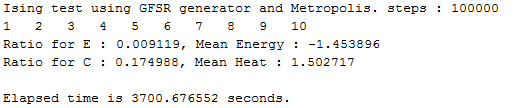 Ising test using GFSR generator and Metropolis. steps : 100000
1 2 3 4 5 6 7 8 9 10
Ratio for E : 0.009119, Mean Energy : -1.453896
Ratio for C : 0.174988, Mean Heat : 1.502717
Elapsed time is 3700.676552 seconds.